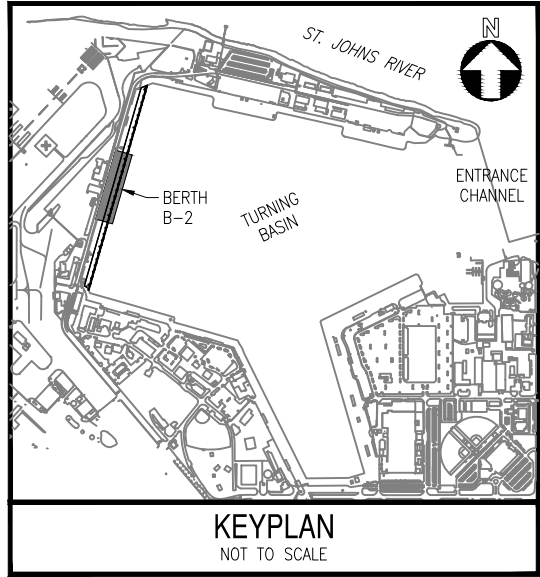 N
ST. JOHNS RIVER
ENTRANCE
CHANNEL
BERTH
B-2
TURNING
BASIN
KEYPLAN
NOT TO SCALE